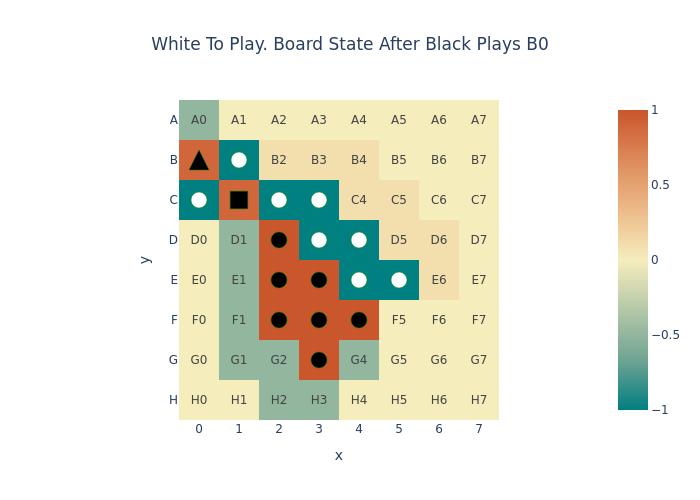 White To Play. Board State After Black Plays B0
A A0 A1 A2 A3 A4 A5 A6 A7
B B2 B3 B4 B5 B6 B7
C C4 C5 C6 C7
D D0 D1 D5 D6 D7
E E0 E1 E6 E7
F F0 F1 F5 F6 F7
G G0 G1 G2 G4 G5 G6 G7
H H0 H1 H2 H3 H4 H5 H6 H7
0 1 2 3 4 5 6 7
x
y
1
0.5
0
−0.5
−1